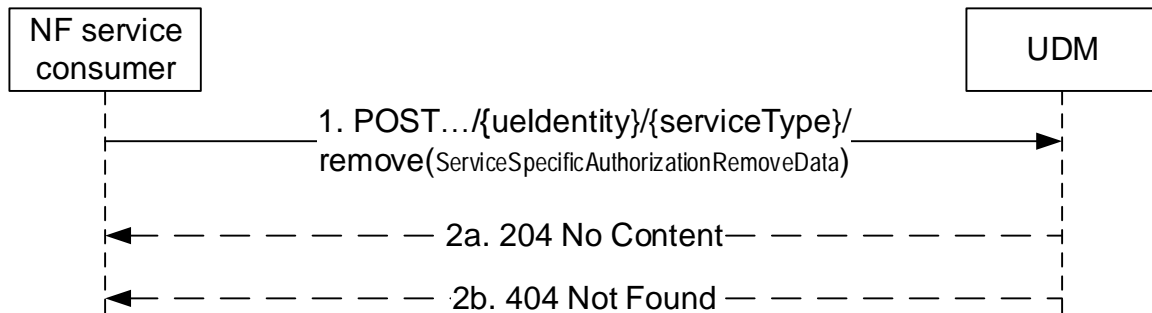 NF service
consumer
UDM
1. POST…/{ueIdentity}/{serviceType}/
remove(ServiceSpecificAuthorizationRemoveData)
2a. 204 No Content
2b. 404 Not Found